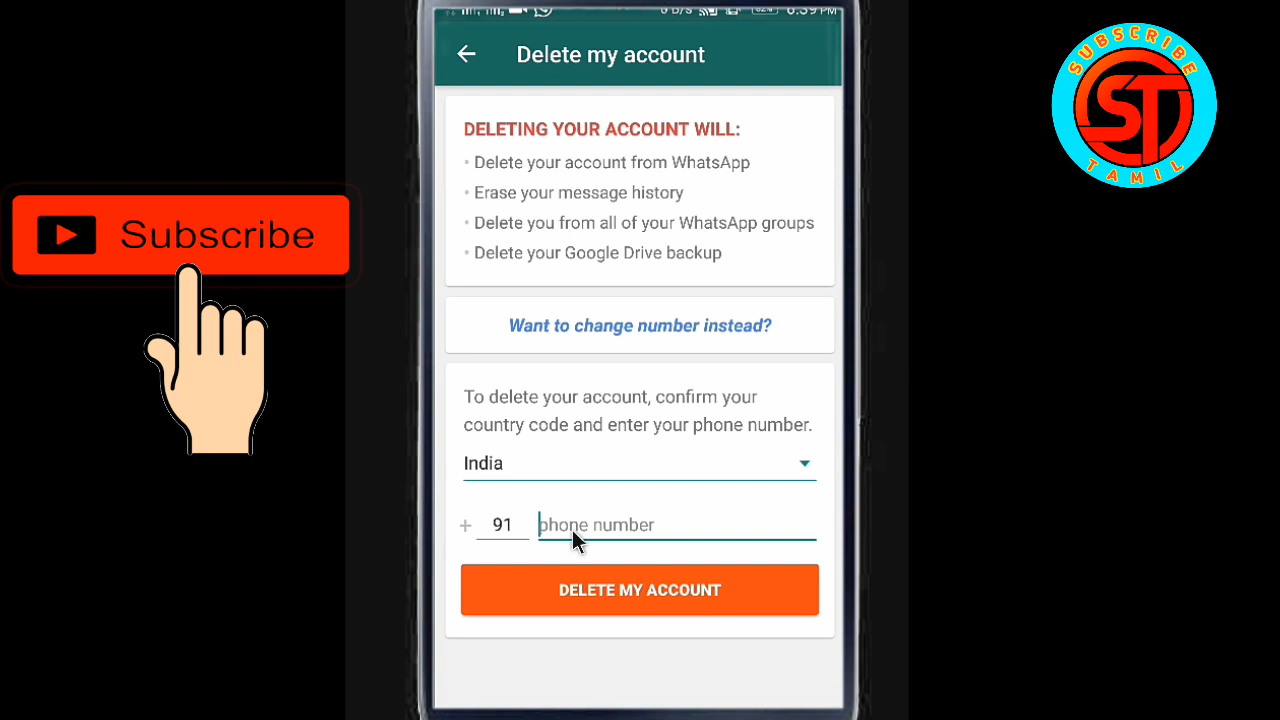 6:39 PM
Delete my account
DELETING YOUR ACCOUNT WILL:
• Delete your account from WhatsApp
• Erase your message history
• Delete you from all of your WhatsApp groups
• Delete your Google Drive backup
Want to change number instead?
To delete your account, confirm your
country code and enter your phone number.
India
+ 91 phone number
DELETE MY ACCOUNT
Subscribe
SUBSCRIBE
ST
TAMIL